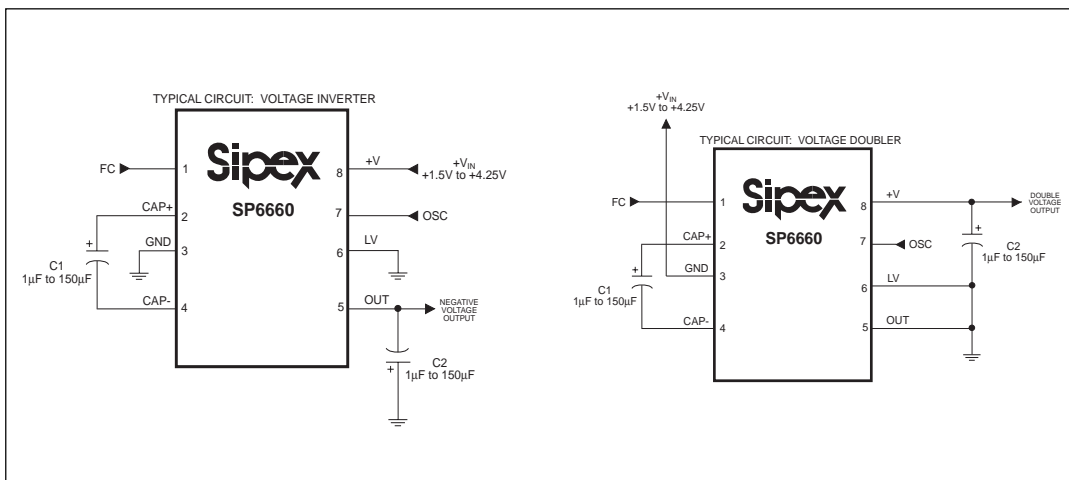 TYPICAL CIRCUIT: VOLTAGE INVERTER
Sipex
SP6660
FC
1
CAP+
2
GND
3
C1
1µF to 150µF
CAP-
4
8
+V
+VIN
+1.5V to +4.25V
7
OSC
6
LV
5
OUT
NEGATIVE
VOLTAGE
OUTPUT
+
+
C2
1µF to 150µF
+VIN
+1.5V to +4.25V
TYPICAL CIRCUIT: VOLTAGE DOUBLER
Sipex
SP6660
FC
1
CAP+
2
GND
3
+
C1
1µF to 150µF
CAP-
4
8
+V
DOUBLE
VOLTAGE
OUTPUT
7
OSC
+
C2
1µF to 150µF
6
LV
5
OUT